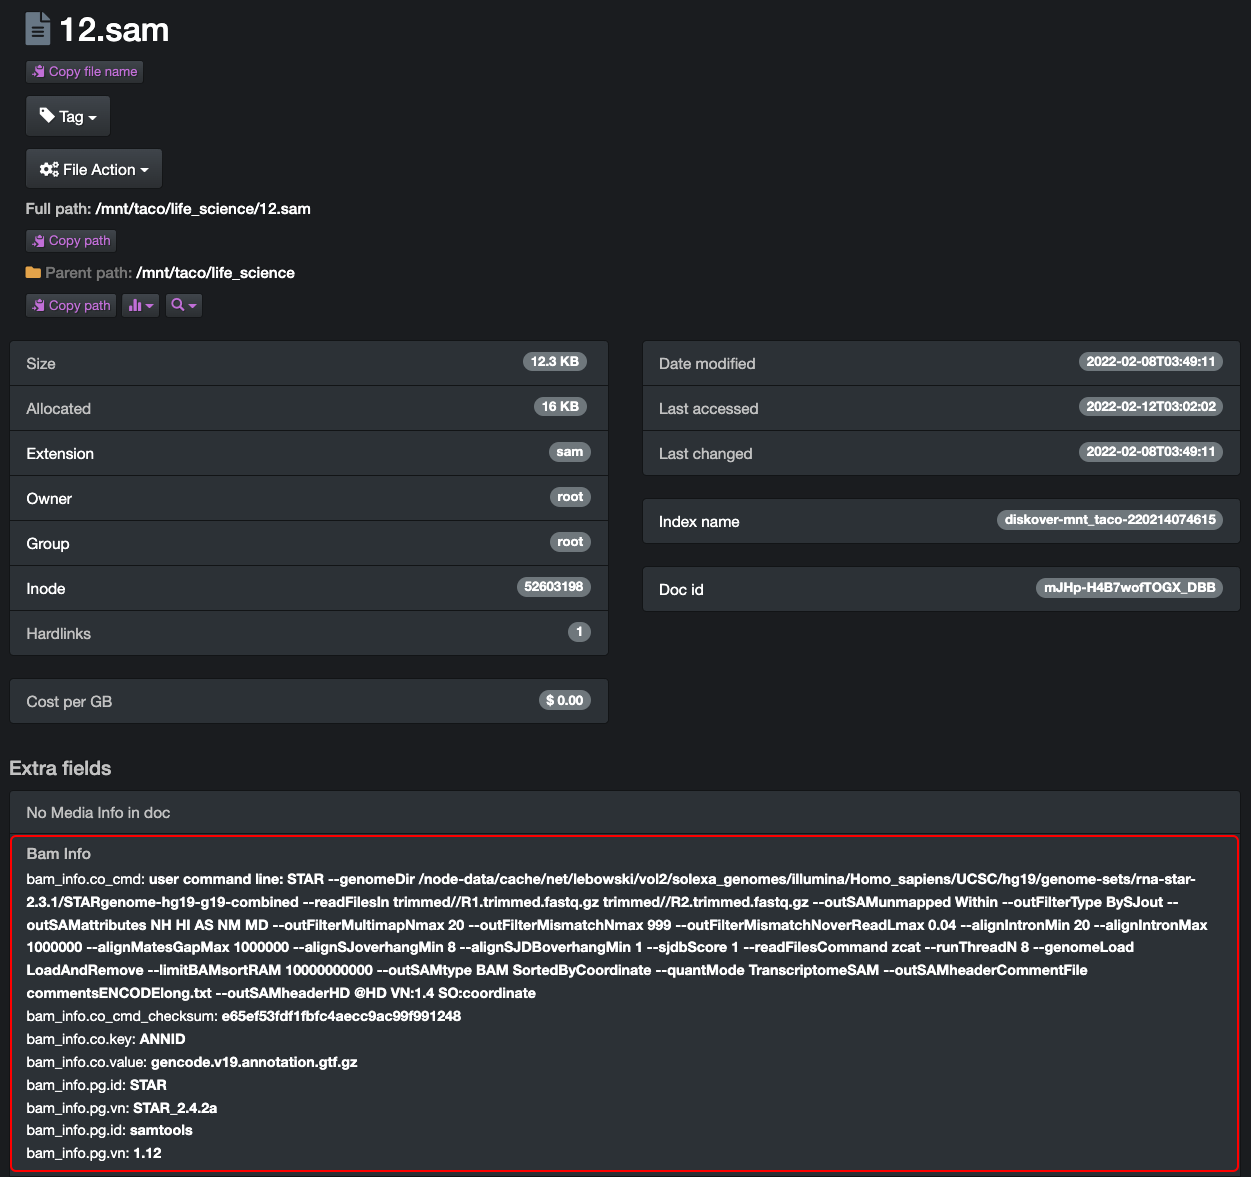 12.sam
Copy file name
Tag
File Action
Full path: /mnt/taco/life_science/12.sam
Copy path
Parent path: /mnt/taco/life_science
Copy path
Size 12.3 KB
Allocated 16 KB
Extension sam
Owner root
Group root
Inode 52603198
Hardlinks 1
Cost per GB $ 0.00
Date modified 2022-02-08T03:49:11
Last accessed 2022-02-12T03:02:02
Last changed 2022-02-08T03:49:11
Index name diskover-mnt_taco-220214074615
Doc id mJHp-H4B7wofTOGX_DBB
Extra fields
No Media Info in doc
Bam Info
bam_info.co_cmd: user command line: STAR --genomeDir /node-data/cache/net/lebowski/vol2/solexa_genomes/illumina/Homo_sapiens/UCSC/hg19/genome-sets/rna-star-
2.3.1/STARgenome-hg19-g19-combined --readFilesIn trimmed//R1.trimmed.fastq.gz trimmed//R2.trimmed.fastq.gz --outSAMunmapped Within --outFilterType BySJout --
outSAMattributes NH HI AS NM MD --outFilterMultimapNmax 20 --outFilterMismatchNmax 999 --outFilterMismatchNoverReadLmax 0.04 --alignIntronMin 20 --alignIntronMax
1000000 --alignMatesGapMax 1000000 --alignSJoverhangMin 8 --alignSJDBoverhangMin 1 --sjdbScore 1 --readFilesCommand zcat --runThreadN 8 --genomeLoad
LoadAndRemove --limitBAMsortRAM 10000000000 --outSAMtype BAM SortedByCoordinate --quantMode TranscriptomeSAM --outSAMheaderCommentFile
commentsENCODElong.txt --outSAMheaderHD @HD VN:1.4 SO:coordinate
bam_info.co_cmd_checksum: e65ef53fdf1fbfc4aecc9ac99f991248
bam_info.co.key: ANNID
bam_info.co.value: gencode.v19.annotation.gtf.gz
bam_info.pg.id: STAR
bam_info.pg.vn: STAR_2.4.2a
bam_info.pg.id: samtools
bam_info.pg.vn: 1.12